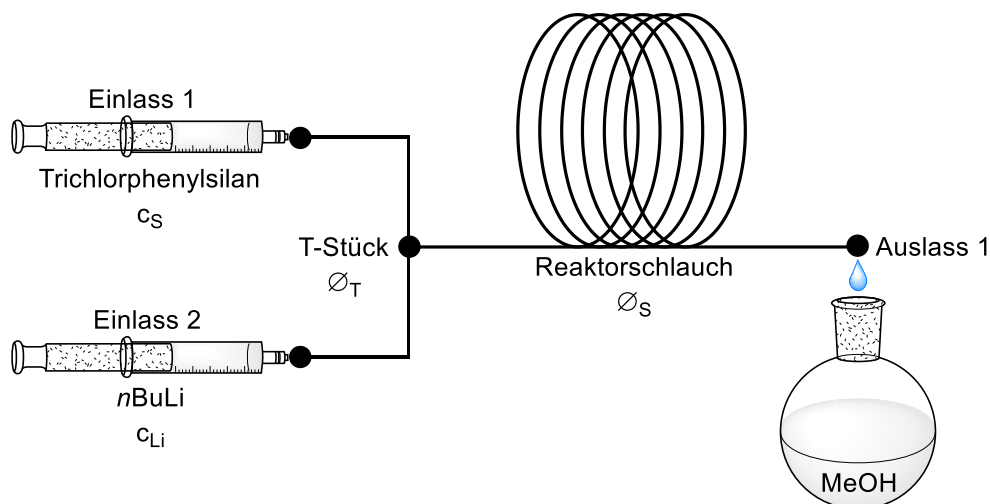 Einlass 1
Trichlorphenylsilan
cS
T-Stück
∅T
Einlass 2
nBuLi
cLi
Reaktorschlauch
∅S
Auslass 1
MeOH